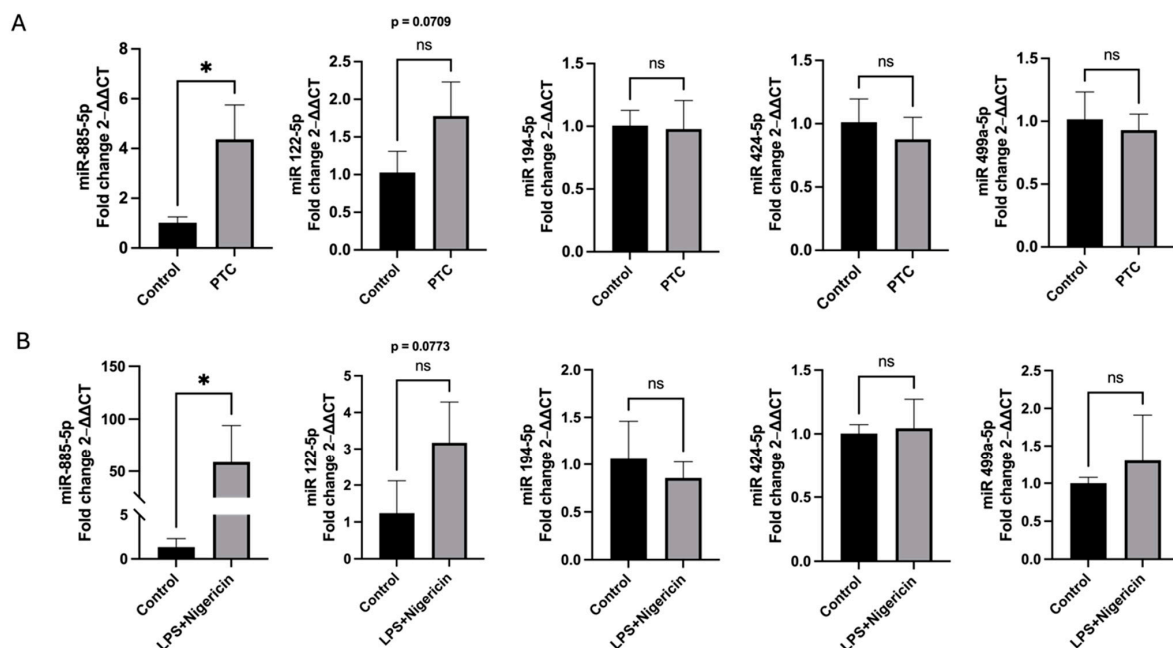 A
miR-885-5p
Fold change 2−ΔΔCT
8
6
4
2
0
*
Control
PTC
p = 0.0709
ns
miR 122-5p
Fold change 2−ΔΔCT
2.5
2.0
1.5
1.0
0.5
0.0
Control
PTC
ns
miR 194-5p
Fold change 2−ΔΔCT
1.5
1.0
0.5
0.0
Control
PTC
ns
miR 424-5p
Fold change 2−ΔΔCT
1.5
1.0
0.5
0.0
Control
PTC
ns
miR 499a-5p
Fold change 2−ΔΔCT
1.5
1.0
0.5
0.0
Control
PTC
B
miR-885-5p
Fold change 2−ΔΔCT
150
100
50
5
0
*
Control
LPS+Nigericin
p = 0.0773
ns
miR 122-5p
Fold change 2−ΔΔCT
5
4
3
2
1
0
Control
LPS+Nigericin
ns
miR 194-5p
Fold change 2−ΔΔCT
2.0
1.5
1.0
0.5
0.0
Control
LPS+Nigericin
ns
miR 424-5p
Fold change 2−ΔΔCT
1.5
1.0
0.5
0.0
Control
LPS+Nigericin
ns
miR 499a-5p
Fold change 2−ΔΔCT
2.5
2.0
1.5
1.0
0.5
0.0
Control
LPS+Nigericin